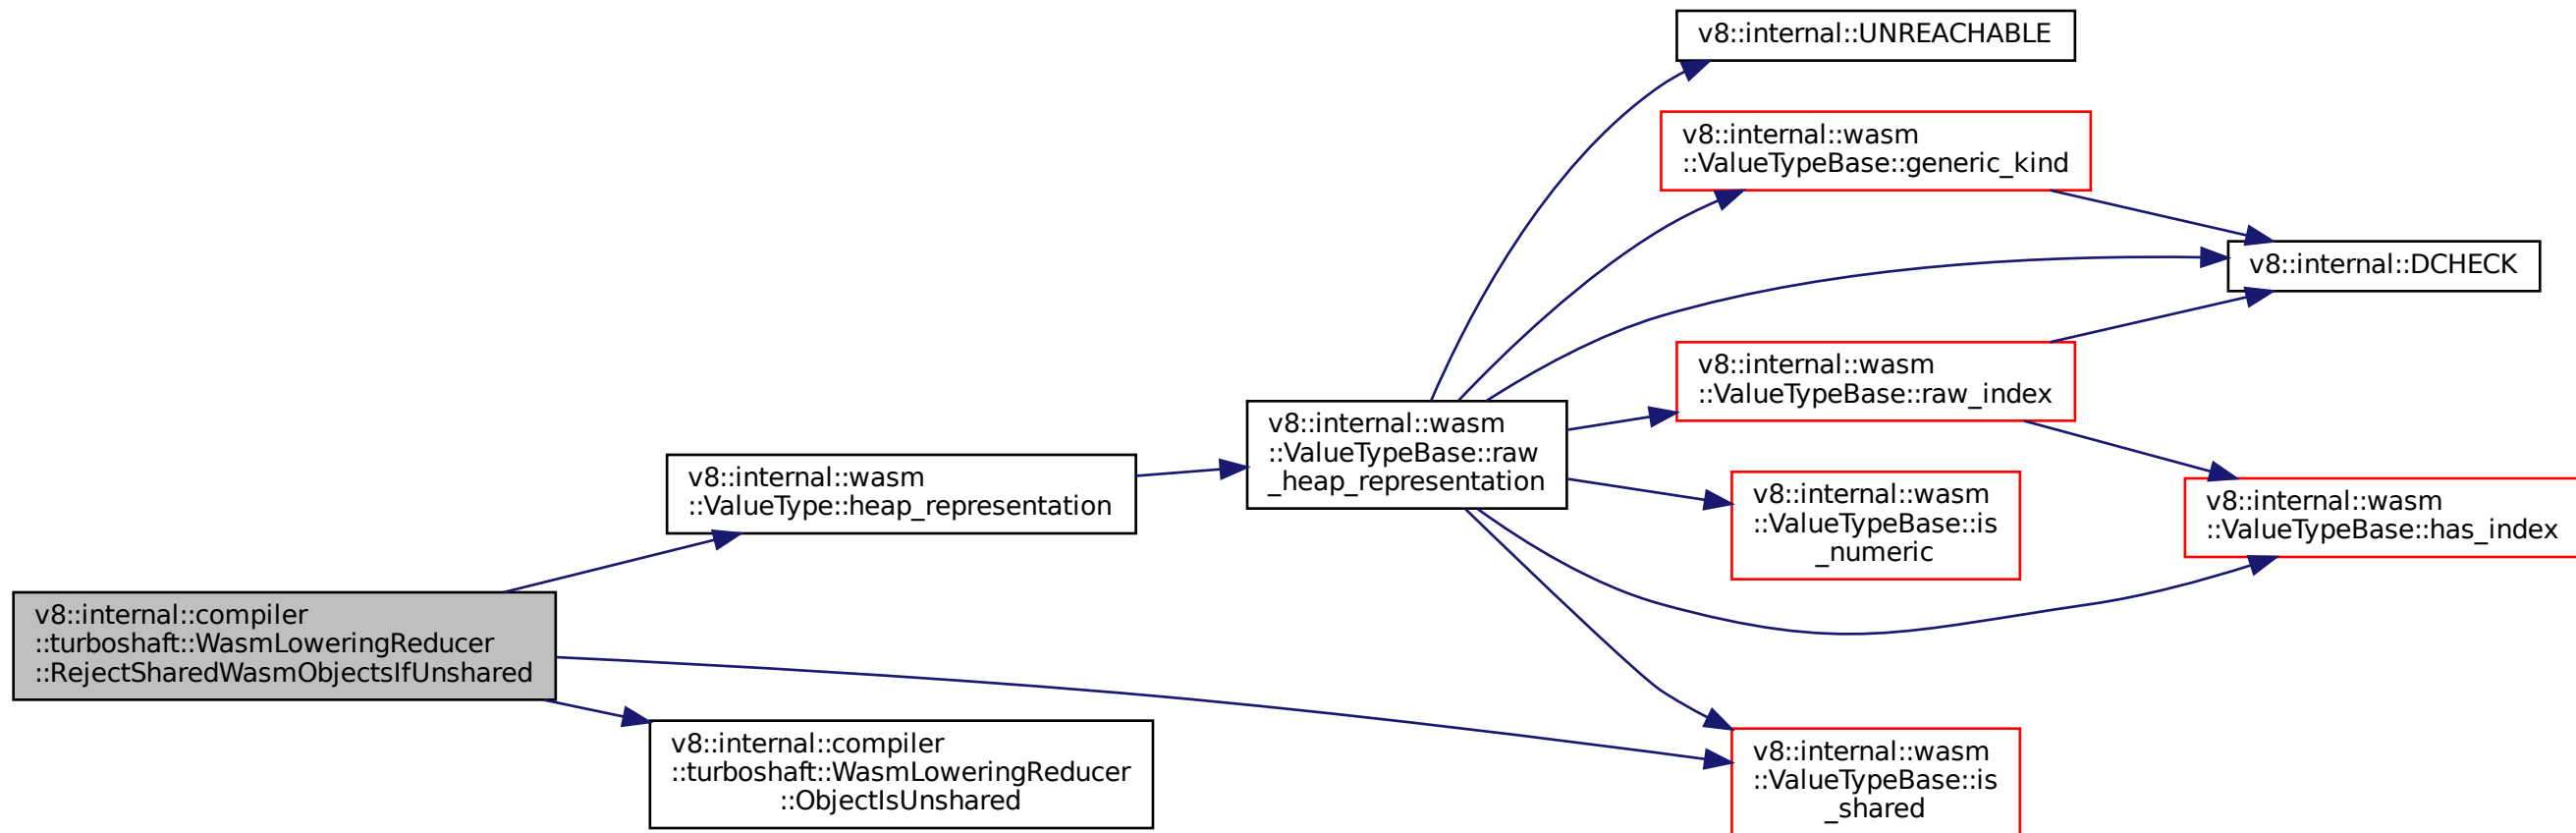 v8::internal::UNREACHABLE
v8::internal::wasm
::ValueTypeBase::generic_kind
v8::internal::DCHECK
v8::internal::wasm
::ValueTypeBase::raw_index
v8::internal::wasm
::ValueTypeBase::raw
_heap_representation
v8::internal::wasm
::ValueType::heap_representation
v8::internal::wasm
::ValueTypeBase::is
_numeric
v8::internal::wasm
::ValueTypeBase::has_index
v8::internal::compiler
::turboshaft::WasmLoweringReducer
::RejectSharedWasmObjectsIfUnshared
v8::internal::compiler
::turboshaft::WasmLoweringReducer
::ObjectIsUnshared
v8::internal::wasm
::ValueTypeBase::is
_shared